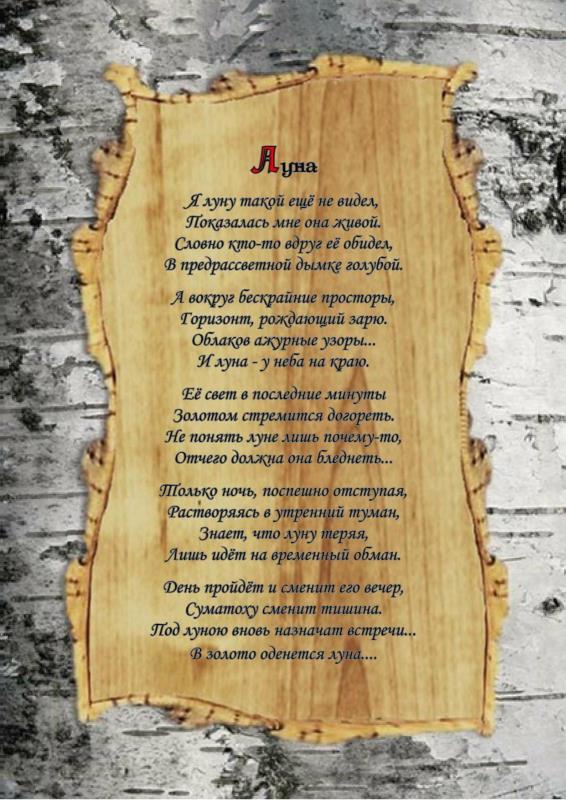 Луна
Я луну такой ещё не видел,
Показалась мне она живой.
Словно кто-то вдруг её обидел,
В предрассветной дымке голубой.
А вокруг бескрайние просторы,
Горизонт, рождающий зарю.
Облаков ажурные узоры...
И луна - у неба на краю.
Её свет в последние минуты
Золотом стремится догореть.
Не понять луне лишь почему-то,
Отчего должна она бледнеть...
Только ночь, поспешно отступая,
Растворяясь в утренний туман,
Знает, что луну теряя,
Лишь идёт на временный обман.
День пройдёт и сменит его вечер,
Суматоху сменит тишина.
Под луною вновь назначат встречи...
В золото оденется луна....